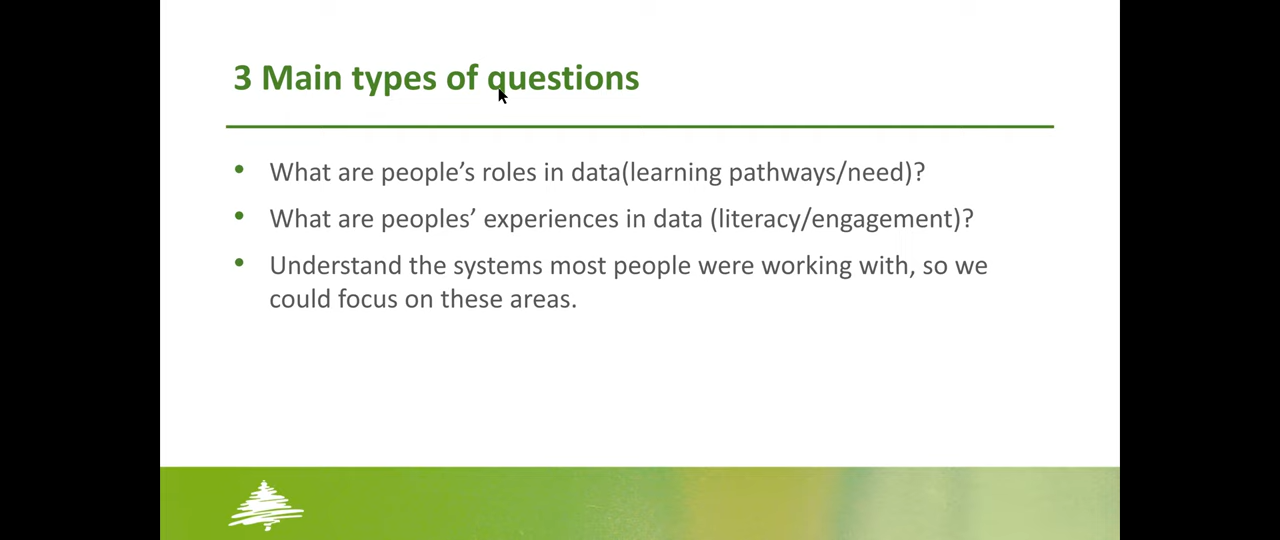 3 Main types of questions
• What are people’s roles in data(learning pathways/need)?
• What are peoples’ experiences in data (literacy/engagement)?
• Understand the systems most people were working with, so we
could focus on these areas.